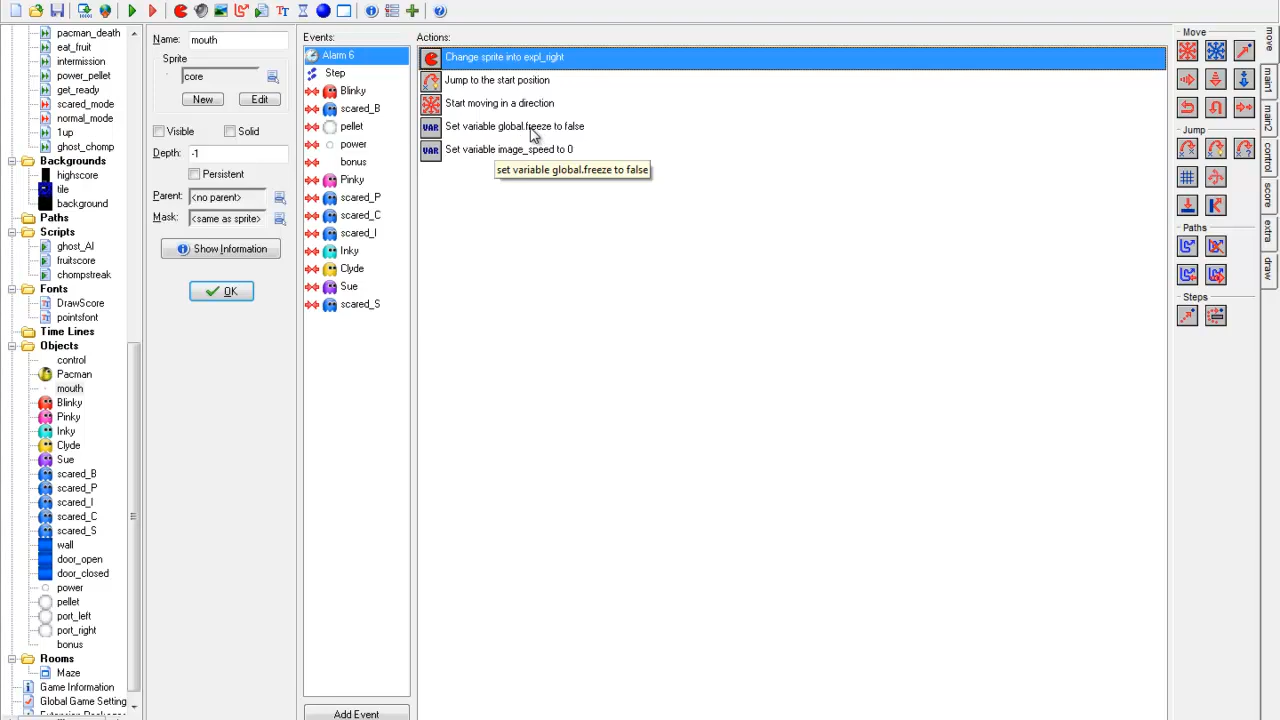 pacman_death
eat_fruit
intermission
power_pellet
get_ready
scared_mode
normal_mode
1up
ghost_chomp
Backgrounds
highscore
tile
background
Paths
Scripts
ghost_AI
fruitscore
chompstreak
Fonts
DrawScore
pointsfont
Time Lines
Objects
control
Pacman
mouth
Blinky
Pinky
Inky
Clyde
Sue
scared_B
scared_P
scared_I
scared_C
scared_S
wall
door_open
door_closed
power
pellet
port_left
port_right
bonus
Rooms
Maze
Game Information
Global Game Setting
Name: mouth
Sprite
core
New Edit
Visible Solid
Depth: -1
Persistent
Parent: <no parent>
Mask: <same as sprite>
Show Information
OK
Events:
Alarm 6
Step
Blinky
scared_B
pellet
power
bonus
Pinky
scared_P
scared_C
scared_I
Inky
Clyde
Sue
scared_S
Add Event
Actions:
Change sprite into expl_right
Jump to the start position
Start moving in a direction
Set variable global.freeze to false
Set variable image_speed to 0
set variable global.freeze to false
VAR
VAR
Move
Jump
Paths
Steps
move
main1
main2
control
score
extra
draw